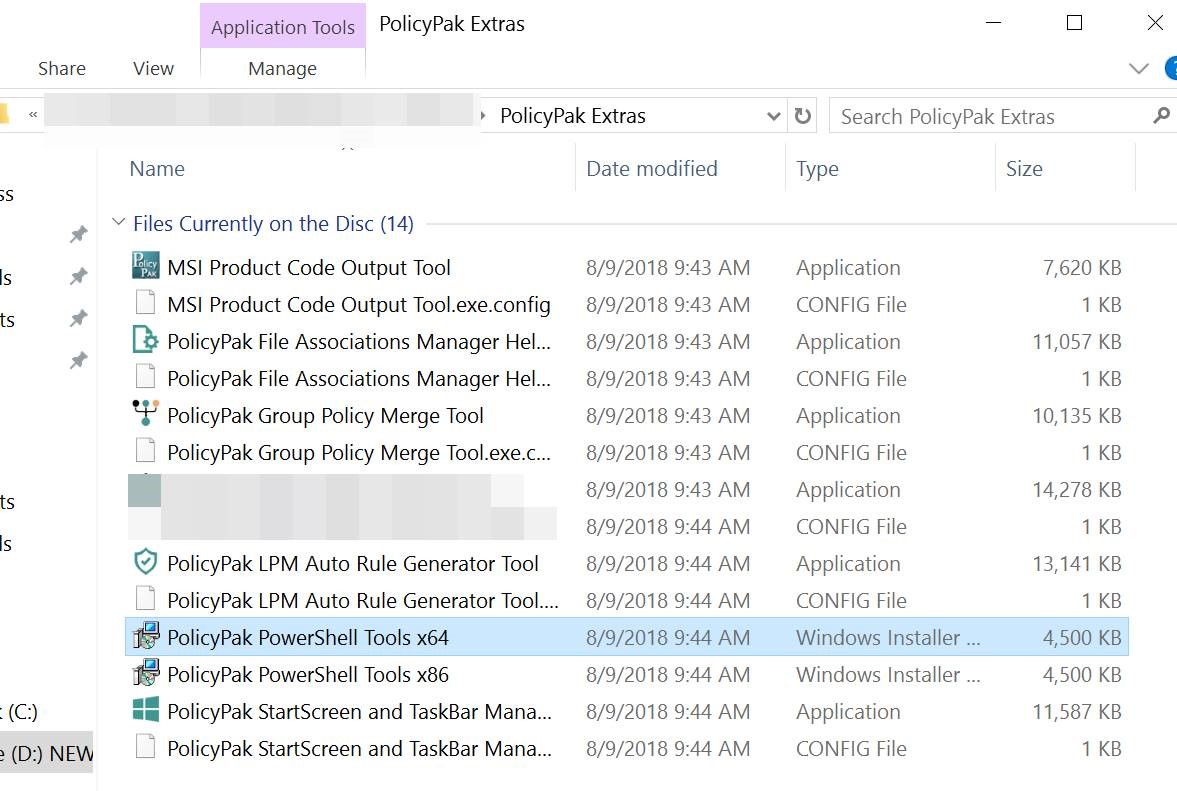 Application Tools PolicyPak Extras
Share View Manage
« PolicyPak Extras Search PolicyPak Extras
Name Date modified Type Size
Files Currently on the Disc (14)
MSI Product Code Output Tool 8/9/2018 9:43 AM Application 7,620 KB
MSI Product Code Output Tool.exe.config 8/9/2018 9:43 AM CONFIG File 1 KB
PolicyPak File Associations Manager Hel... 8/9/2018 9:43 AM Application 11,057 KB
PolicyPak File Associations Manager Hel... 8/9/2018 9:43 AM CONFIG File 1 KB
PolicyPak Group Policy Merge Tool 8/9/2018 9:43 AM Application 10,135 KB
PolicyPak Group Policy Merge Tool.exe.c... 8/9/2018 9:43 AM CONFIG File 1 KB
8/9/2018 9:43 AM Application 14,278 KB
8/9/2018 9:44 AM CONFIG File 1 KB
PolicyPak LPM Auto Rule Generator Tool 8/9/2018 9:44 AM Application 13,141 KB
PolicyPak LPM Auto Rule Generator Tool.... 8/9/2018 9:44 AM CONFIG File 1 KB
PolicyPak PowerShell Tools x64 8/9/2018 9:44 AM Windows Installer ... 4,500 KB
PolicyPak PowerShell Tools x86 8/9/2018 9:44 AM Windows Installer ... 4,500 KB
(C:) PolicyPak StartScreen and TaskBar Mana... 8/9/2018 9:44 AM Application 11,587 KB
(D:) NEW PolicyPak StartScreen and TaskBar Mana... 8/9/2018 9:44 AM CONFIG File 1 KB